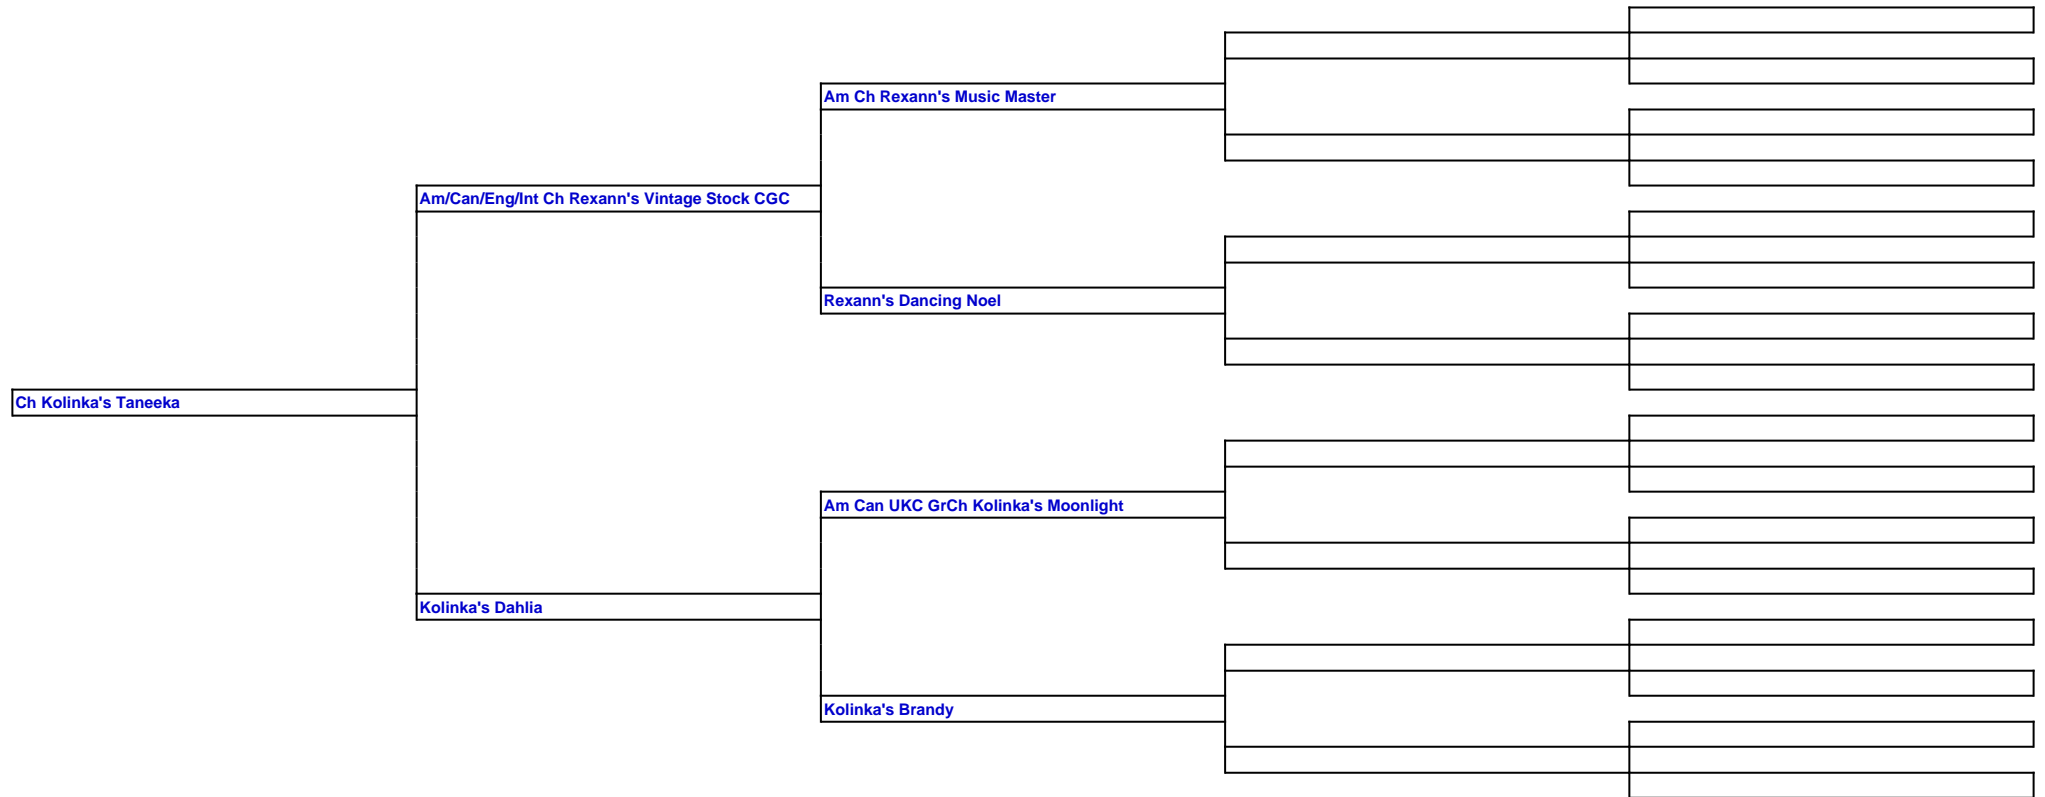 Am Ch Rexann's Music Master
Am/Can/Eng/Int Ch Rexann's Vintage Stock CGC
Rexann's Dancing Noel
Ch Kolinka's Taneeka
Am Can UKC GrCh Kolinka's Moonlight
Kolinka's Dahlia
Kolinka's Brandy